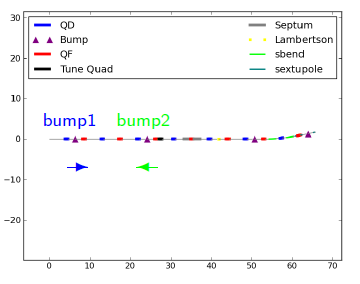 30
20
10
0
−10
−20
QD
Bump
QF
Tune Quad
Septum
Lambertson
sbend
sextupole
bump1
bump2
0 10 20 30 40 50 60 70